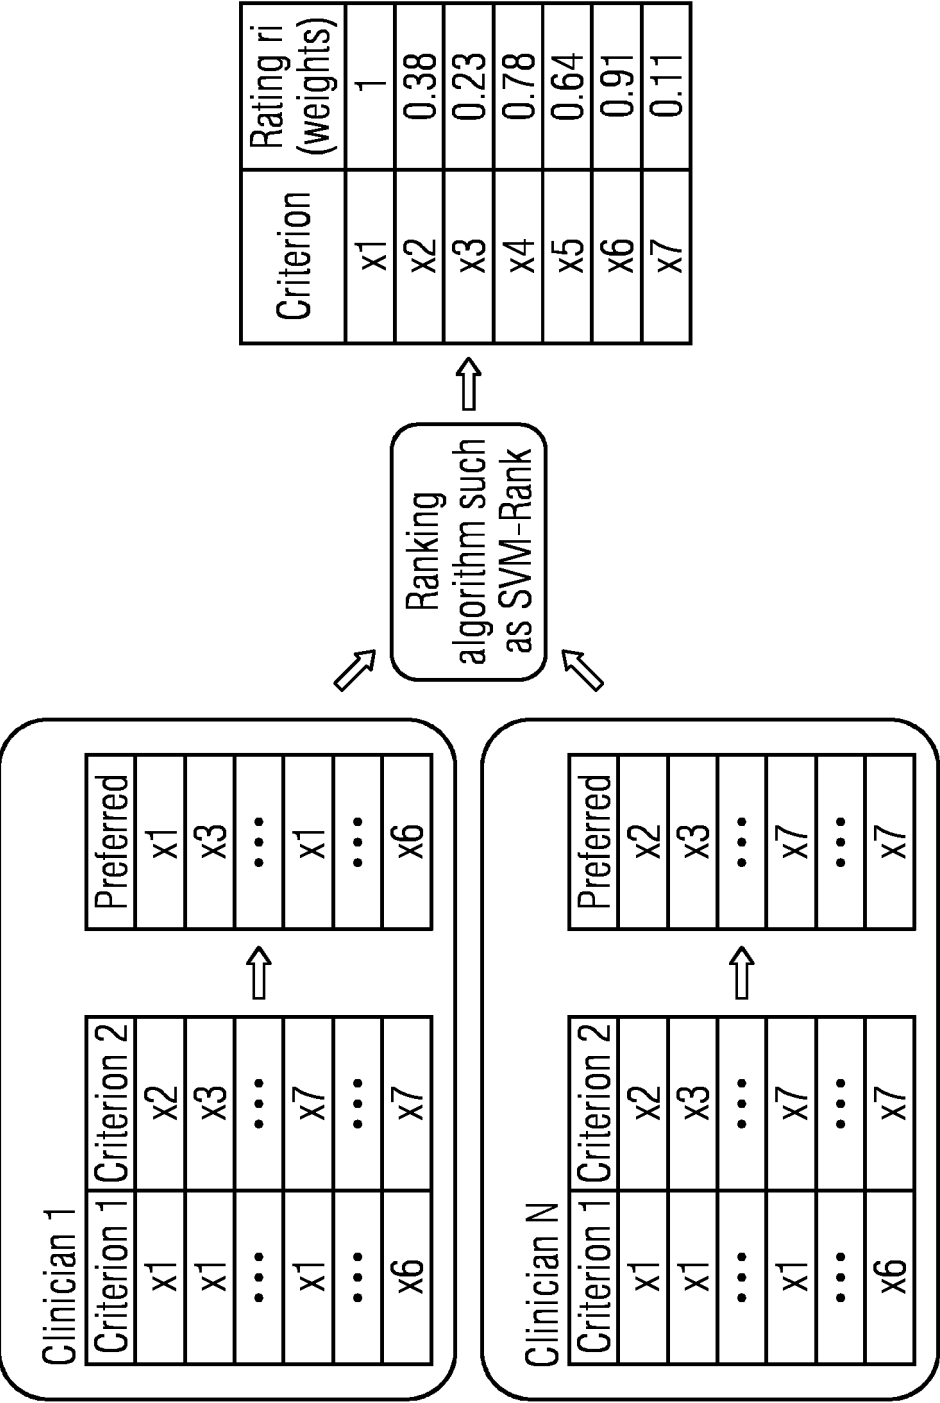 Clinician 1
Criterion 1 Criterion 2 Preferred
x1 x2 x1
x1 x3 x3
... ... ...
x1 x7 x1
... ... ...
x6 x7 x6
Clinician N
Criterion 1 Criterion 2 Preferred
x1 x2 x2
x1 x3 x3
... ... ...
x1 x7 x7
... ... ...
x6 x7 x7
Ranking
algorithm such
as SVM-Rank
Criterion Rating ri
(weights)
x1 1
x2 0.38
x3 0.23
x4 0.78
x5 0.64
x6 0.91
x7 0.11